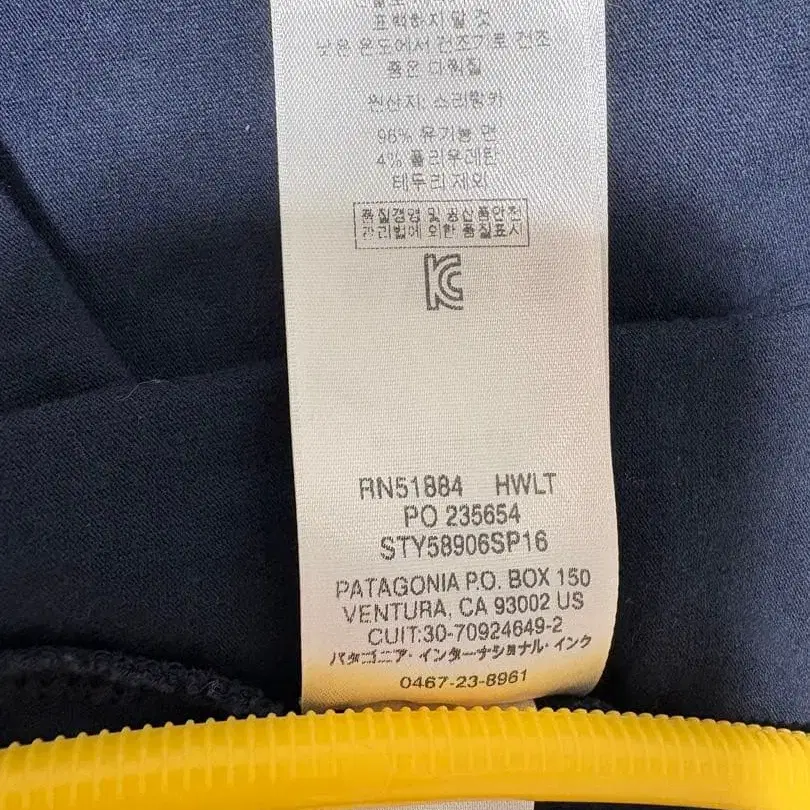 표백하지 말 것
낮은 온도에서 건조기로 건조
좋은 다림질
원산지: 스리랑카
96% 유기농 면
4% 폴리우레탄
테두리 제외
품질경영 및 공산품안전
관리법에 의한 품질표시
KC
RN51884 HWLT
PO 235654
STY58906SP16
PATAGONIA P.O. BOX 150
VENTURA, CA 93002 US
CUIT:30-70924649-2
パタゴニア・インターナショナル・インク
0467-23-8961